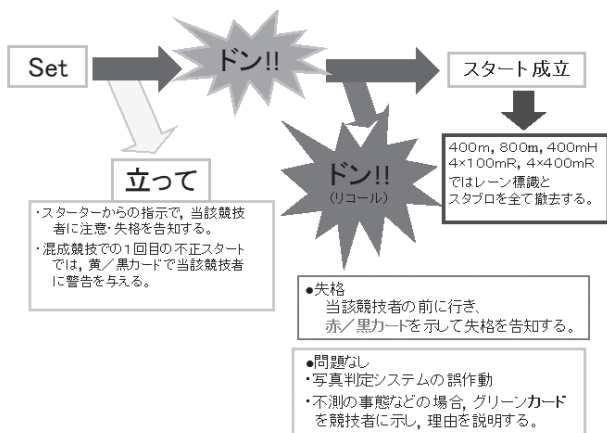 Set
ドン!!
スタート成立
400m, 800m, 400mH
4×100mR, 4×400mR
ではレーン標識と
スタブロを全て撤去する。
立って
・スターターからの指示で, 当該競技
者に注意・失格を告知する。
・混成競技での1回目の不正スタート
では, 黄／黒カードで当該競技者
に警告を与える。
ドン!!
(リコール)
●失格
当該競技者の前に行き、
赤／黒カードを示して失格を告知する。
●問題なし
・写真判定システムの誤作動
・不測の事態などの場合, グリーンカード
を競技者に示し, 理由を説明する。